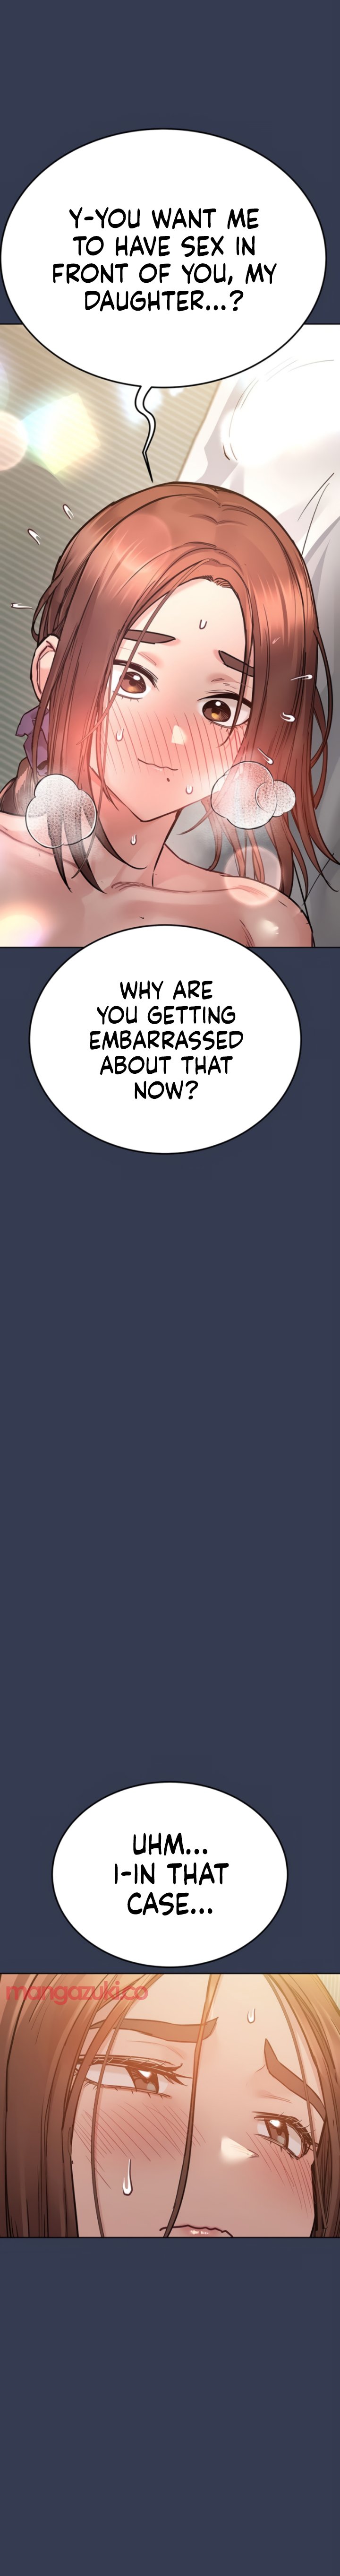 Y-YOU WANT ME
TO HAVE SEX IN
FRONT OF YOU, MY
DAUGHTER...?
WHY ARE
YOU GETTING
EMBARRASSED
ABOUT THAT
NOW?
UHM...
I-IN THAT
CASE...
mangazuki.co